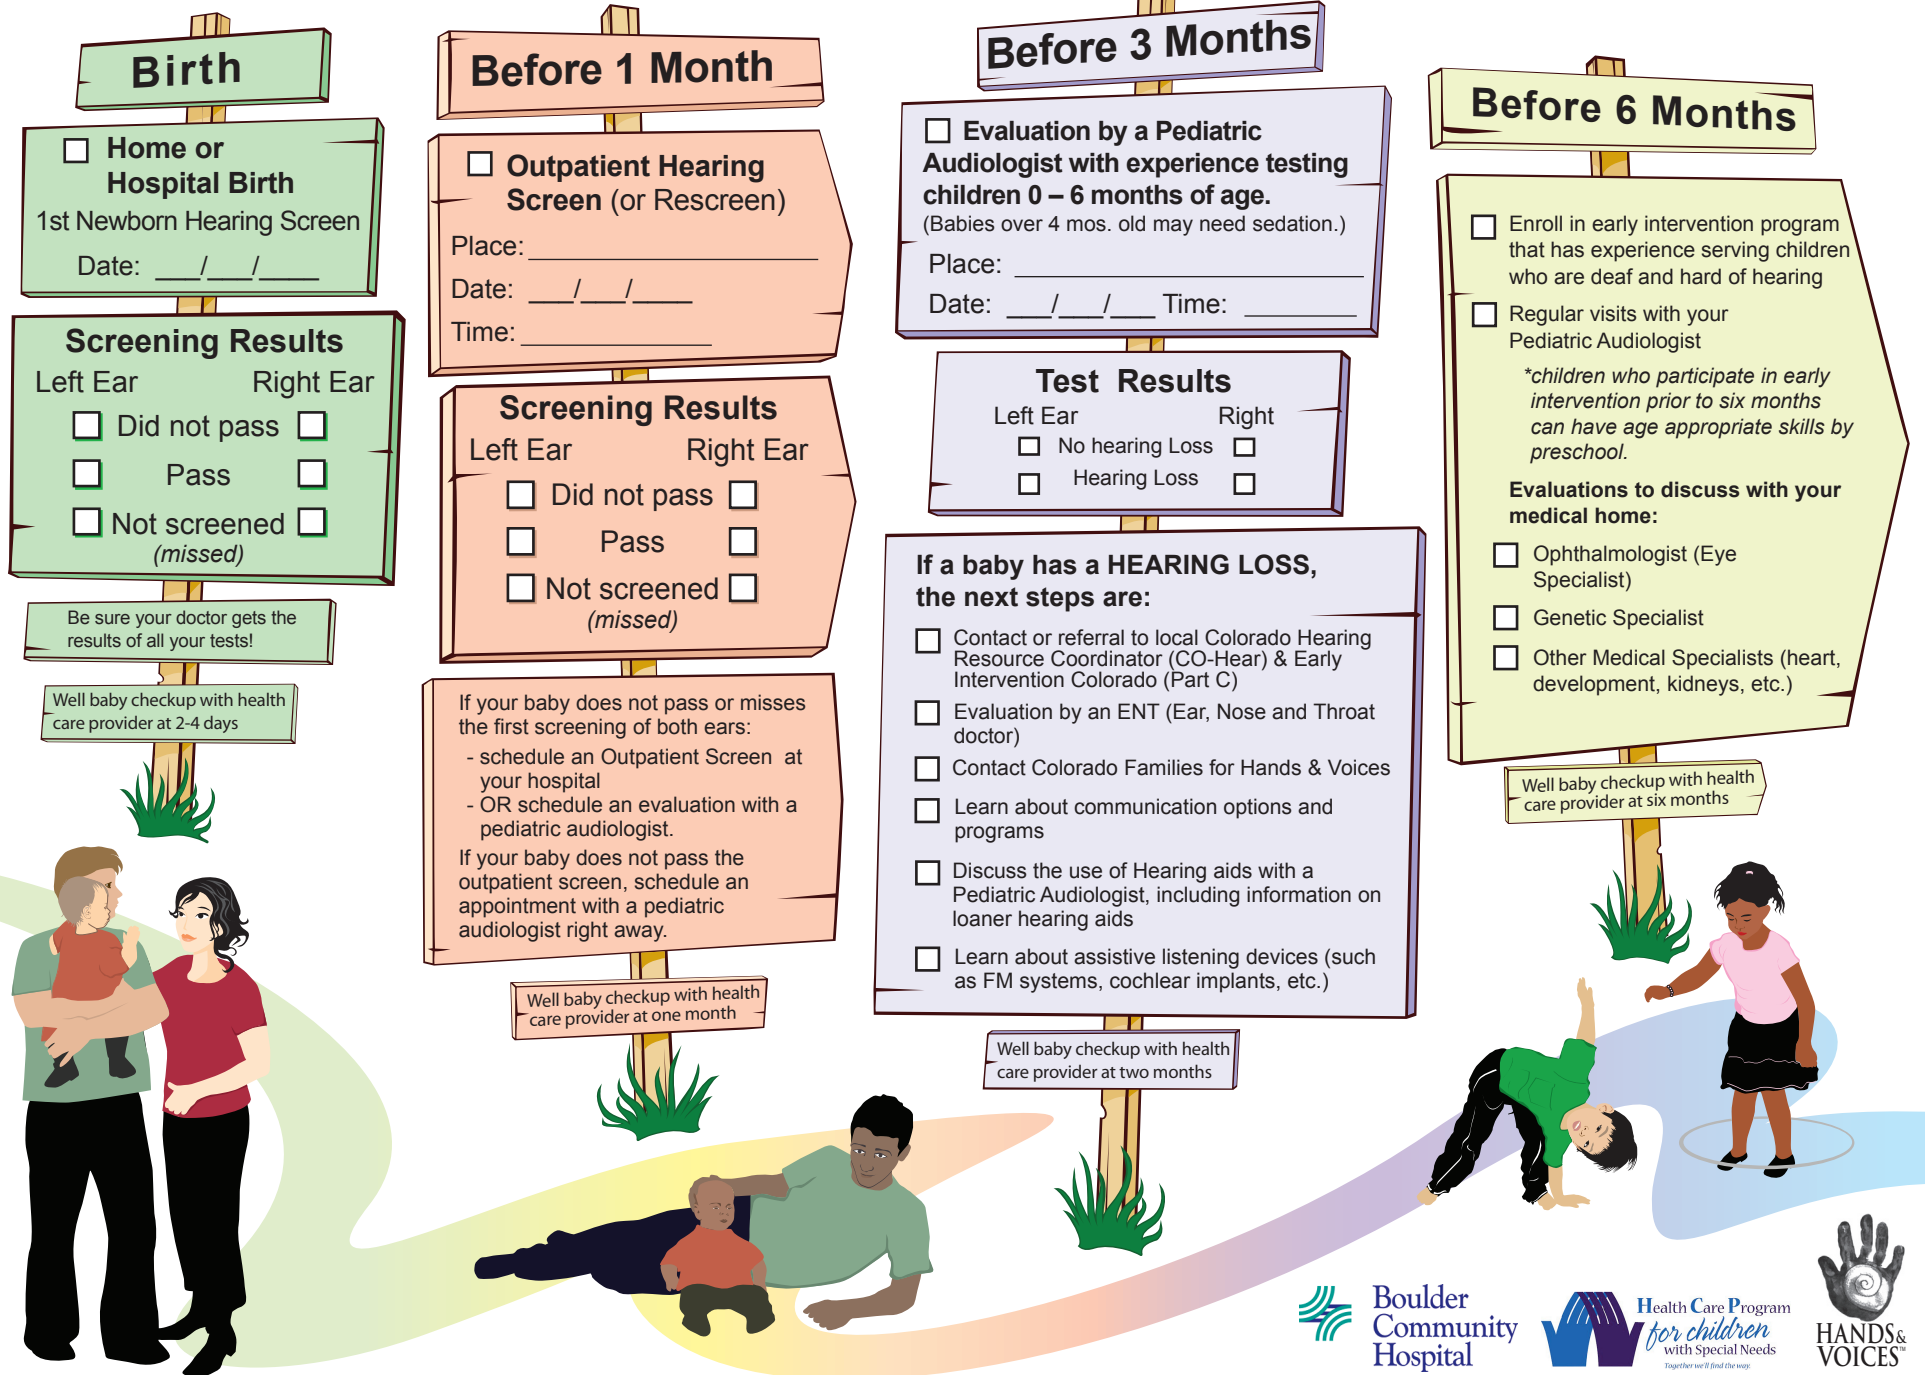 Birth
Home or
Hospital Birth
1st Newborn Hearing Screen
Date: ___/___/____
Screening Results
Left Ear Right Ear
Did not pass
Pass
Not screened
(missed)
Be sure your doctor gets the
results of all your tests!
Well baby checkup with health
care provider at 2-4 days
Before 1 Month
Outpatient Hearing
Screen (or Rescreen)
Place: ____________________
Date: ___/___/____
Time: _____________
Screening Results
Left Ear Right Ear
Did not pass
Pass
Not screened
(missed)
If your baby does not pass or misses
the first screening of both ears:
- schedule an Outpatient Screen at
your hospital
- OR schedule an evaluation with a
pediatric audiologist.
If your baby does not pass the
outpatient screen, schedule an
appointment with a pediatric
audiologist right away.
Well baby checkup with health
care provider at one month
Before 3 Months
Evaluation by a Pediatric
Audiologist with experience testing
children 0 – 6 months of age.
(Babies over 4 mos. old may need sedation.)
Place: ________________________
Date: ___/___/___ Time: ________
Test Results
Left Ear Right
No hearing Loss
Hearing Loss
If a baby has a HEARING LOSS,
the next steps are:
Contact or referral to local Colorado Hearing
Resource Coordinator (CO-Hear) & Early
Intervention Colorado (Part C)
Evaluation by an ENT (Ear, Nose and Throat
doctor)
Contact Colorado Families for Hands & Voices
Learn about communication options and
programs
Discuss the use of Hearing aids with a
Pediatric Audiologist, including information on
loaner hearing aids
Learn about assistive listening devices (such
as FM systems, cochlear implants, etc.)
Well baby checkup with health
care provider at two months
Before 6 Months
Enroll in early intervention program
that has experience serving children
who are deaf and hard of hearing
Regular visits with your
Pediatric Audiologist
*children who participate in early
intervention prior to six months
can have age appropriate skills by
preschool.
Evaluations to discuss with your
medical home:
Ophthalmologist (Eye
Specialist)
Genetic Specialist
Other Medical Specialists (heart,
development, kidneys, etc.)
Well baby checkup with health
care provider at six months
Boulder
Community
Hospital
Health Care Program
for children
with Special Needs
Together we'll find the way.
HANDS&
VOICES™